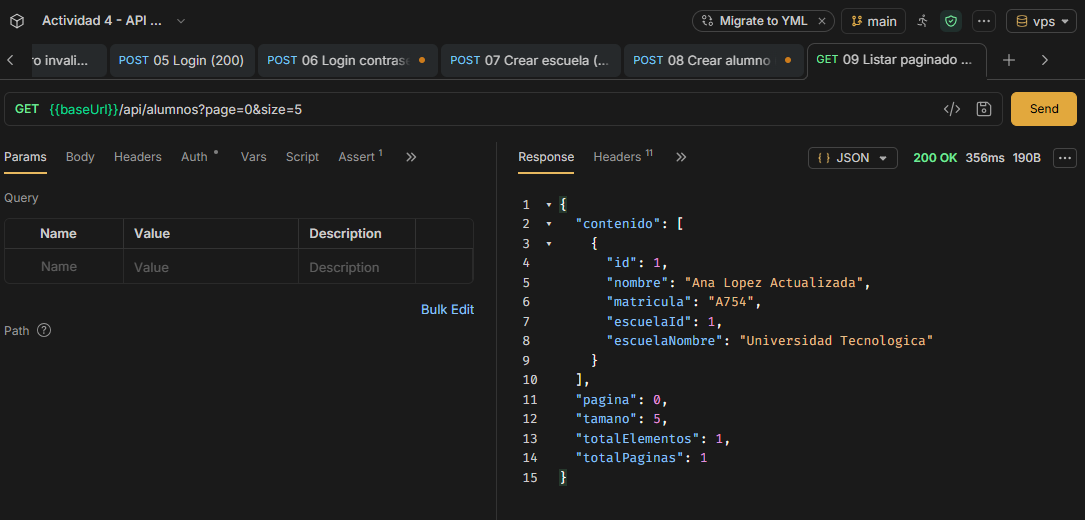 Actividad 4 - API ...
Migrate to YML
main
vps
ro invali...
POST 05 Login (200)
POST 06 Login contrase
POST 07 Crear escuela (...
POST 08 Crear alumno
GET 09 Listar paginado ...
GET {{baseUrl}}/api/alumnos?page=0&size=5
Send
Params Body Headers Auth * Vars Script Assert 1
Query
Name Value Description
Name Value Description
Bulk Edit
Path ?
Response Headers 11
{ } JSON
200 OK 356ms 190B
1 {
2 "contenido": [
3 {
4 "id": 1,
5 "nombre": "Ana Lopez Actualizada",
6 "matricula": "A754",
7 "escuelaId": 1,
8 "escuelaNombre": "Universidad Tecnologica"
9 }
10 ],
11 "pagina": 0,
12 "tamano": 5,
13 "totalElementos": 1,
14 "totalPaginas": 1
15 }